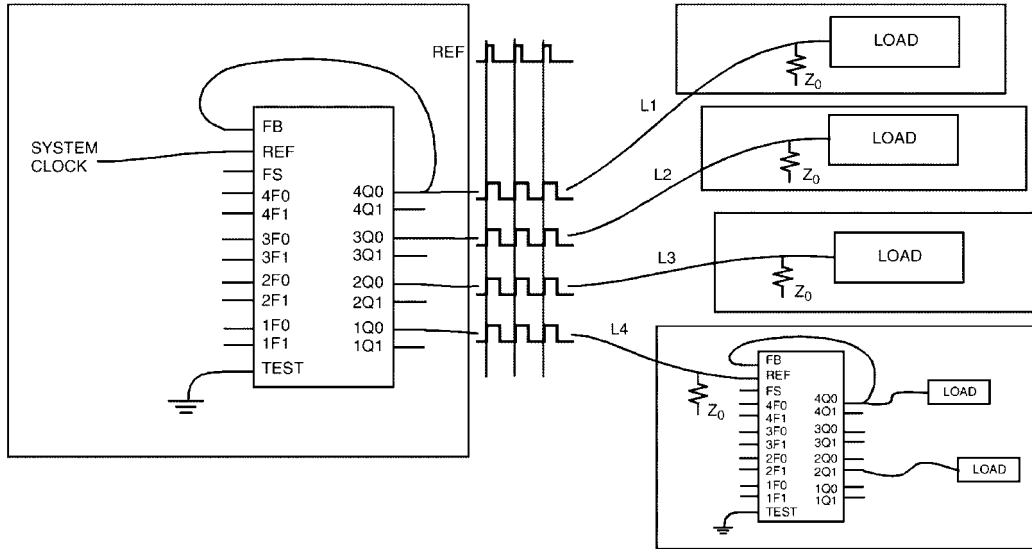 SYSTEM
CLOCK
FB
REF
FS
4F0
4F1
3F0
3F1
2F0
2F1
1F0
1F1
TEST
4Q0
4Q1
3Q0
3Q1
2Q0
2Q1
1Q0
1Q1
REF
L1
L2
L3
L4
LOAD
Z0
LOAD
Z0
LOAD
Z0
Z0
FB
REF
FS
4F0
4F1
3F0
3F1
2F0
2F1
1F0
1F1
TEST
4Q0
4Q1
3Q0
3Q1
2Q0
2Q1
1Q0
1Q1
LOAD
LOAD